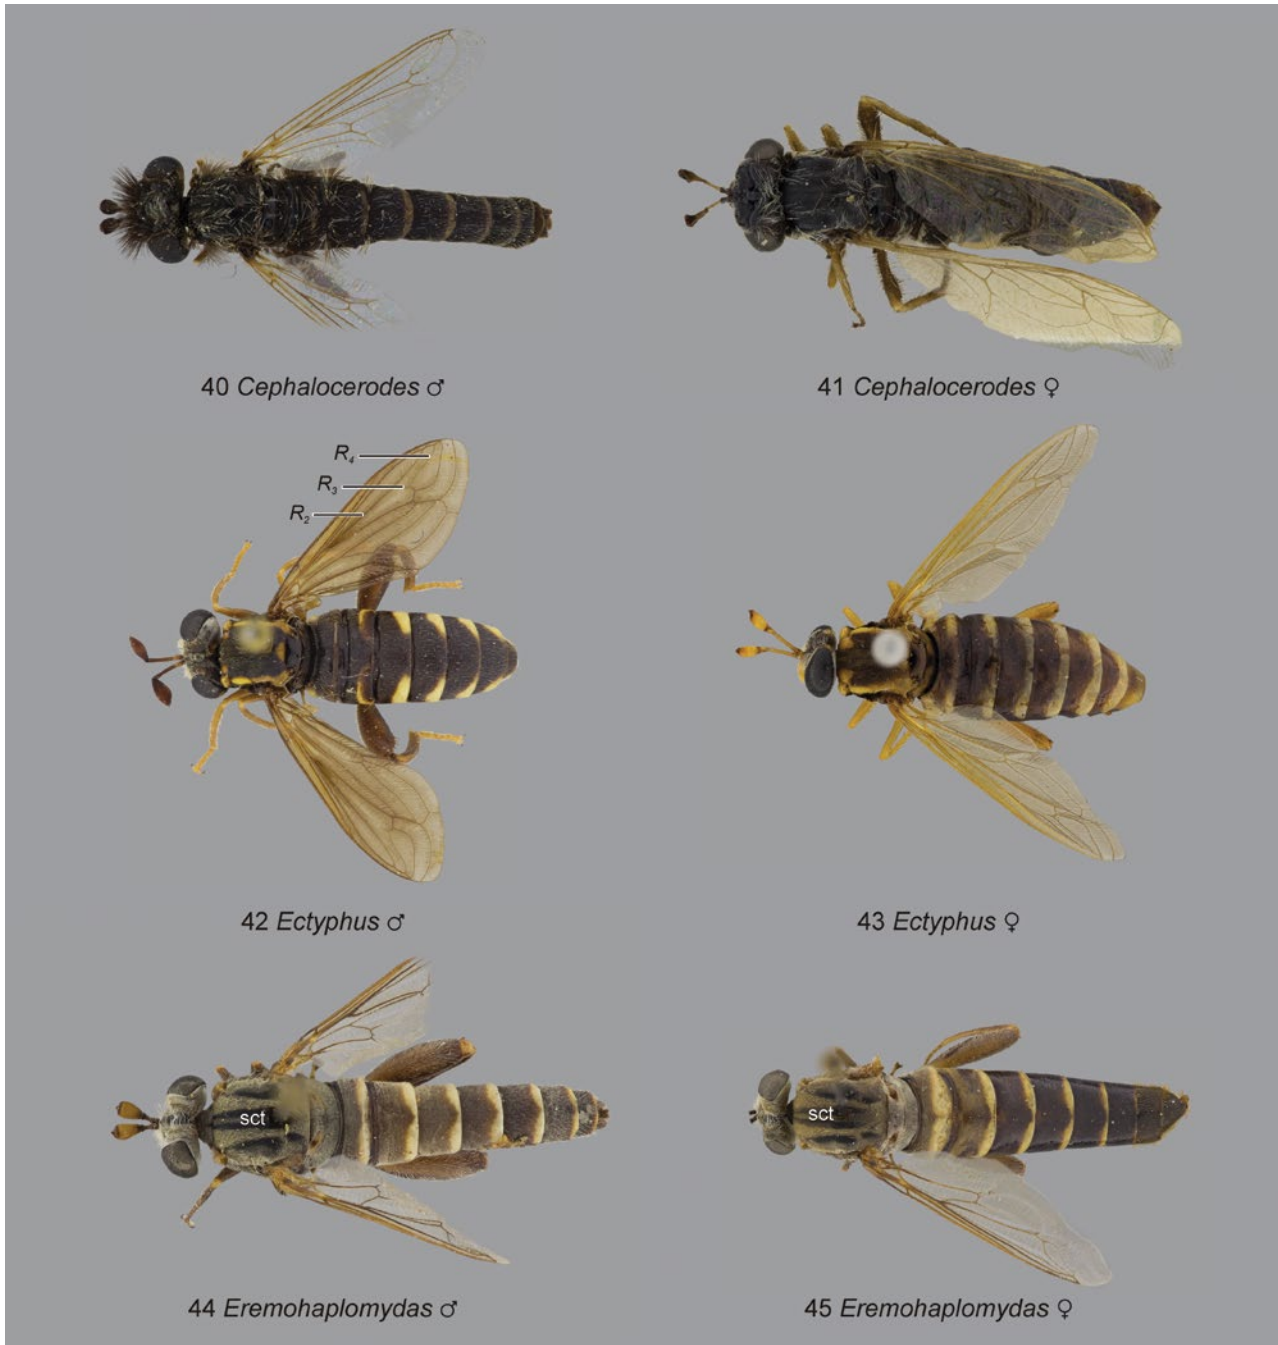 40 Cephalocerodes ♂
41 Cephalocerodes ♀
R4
R3
R2
42 Ectyphus ♂
43 Ectyphus ♀
sct
sct
44 Eremohaplomydas ♂
45 Eremohaplomydas ♀